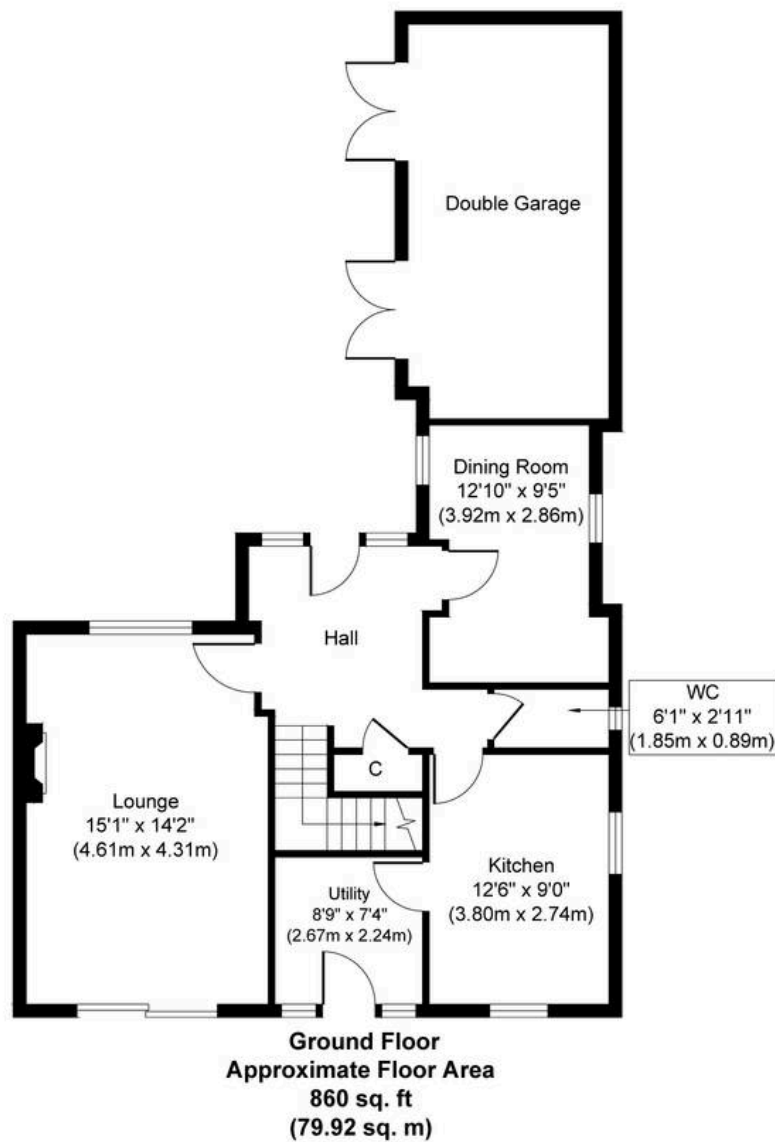 Double Garage
Dining Room
12'10" x 9'5"
(3.92m x 2.86m)
Hall
WC
6'1" x 2'11"
(1.85m x 0.89m)
C
Lounge
15'1" x 14'2"
(4.61m x 4.31m)
Kitchen
12'6" x 9'0"
(3.80m x 2.74m)
Utility
8'9" x 7'4"
(2.67m x 2.24m)
Ground Floor
Approximate Floor Area
860 sq. ft
(79.92 sq. m)